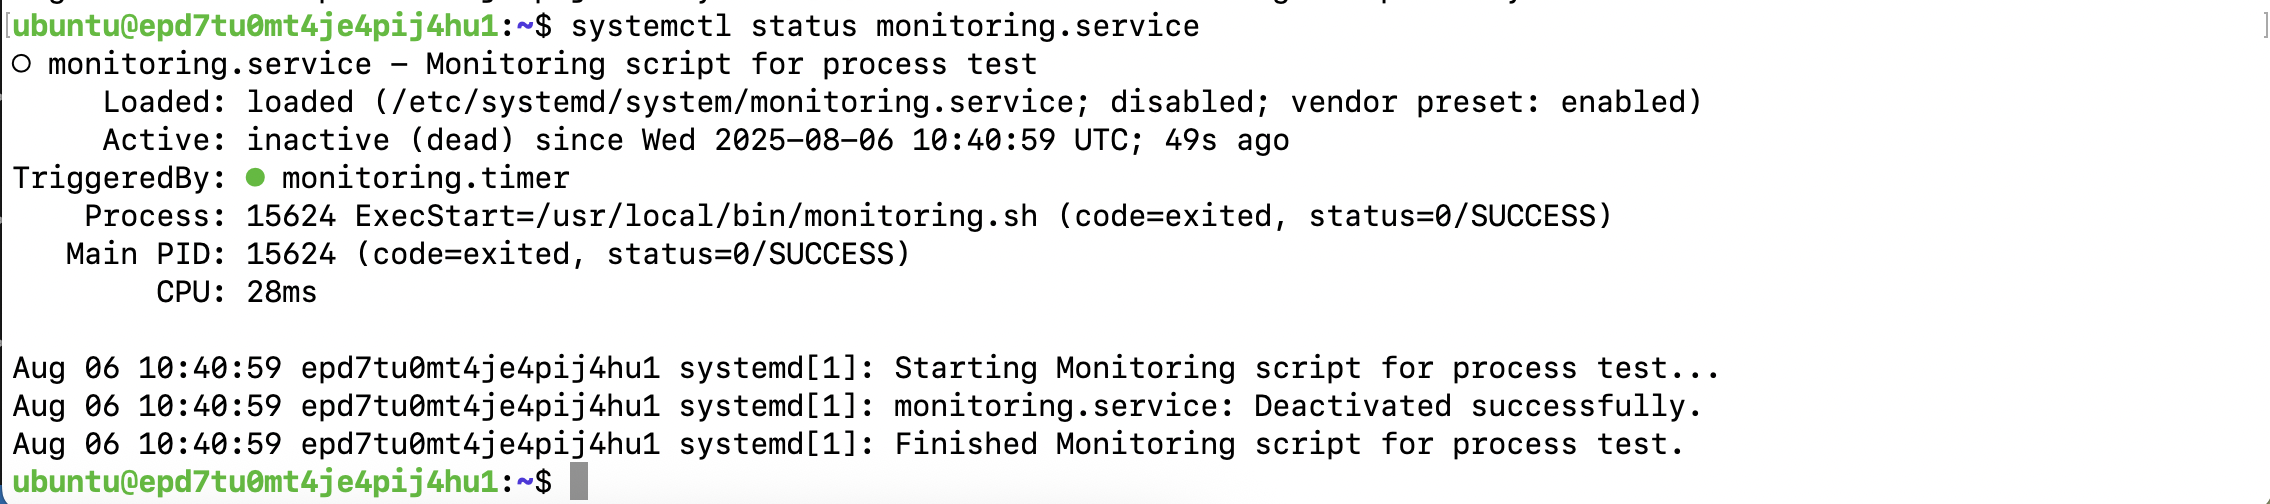 ubuntu@epd7tu0mt4je4pij4hu1:~$ systemctl status monitoring.service
○ monitoring.service - Monitoring script for process test
     Loaded: loaded (/etc/systemd/system/monitoring.service; disabled; vendor preset: enabled)
     Active: inactive (dead) since Wed 2025-08-06 10:40:59 UTC; 49s ago
TriggeredBy: ● monitoring.timer
    Process: 15624 ExecStart=/usr/local/bin/monitoring.sh (code=exited, status=0/SUCCESS)
   Main PID: 15624 (code=exited, status=0/SUCCESS)
        CPU: 28ms

Aug 06 10:40:59 epd7tu0mt4je4pij4hu1 systemd[1]: Starting Monitoring script for process test...
Aug 06 10:40:59 epd7tu0mt4je4pij4hu1 systemd[1]: monitoring.service: Deactivated successfully.
Aug 06 10:40:59 epd7tu0mt4je4pij4hu1 systemd[1]: Finished Monitoring script for process test.
ubuntu@epd7tu0mt4je4pij4hu1:~$